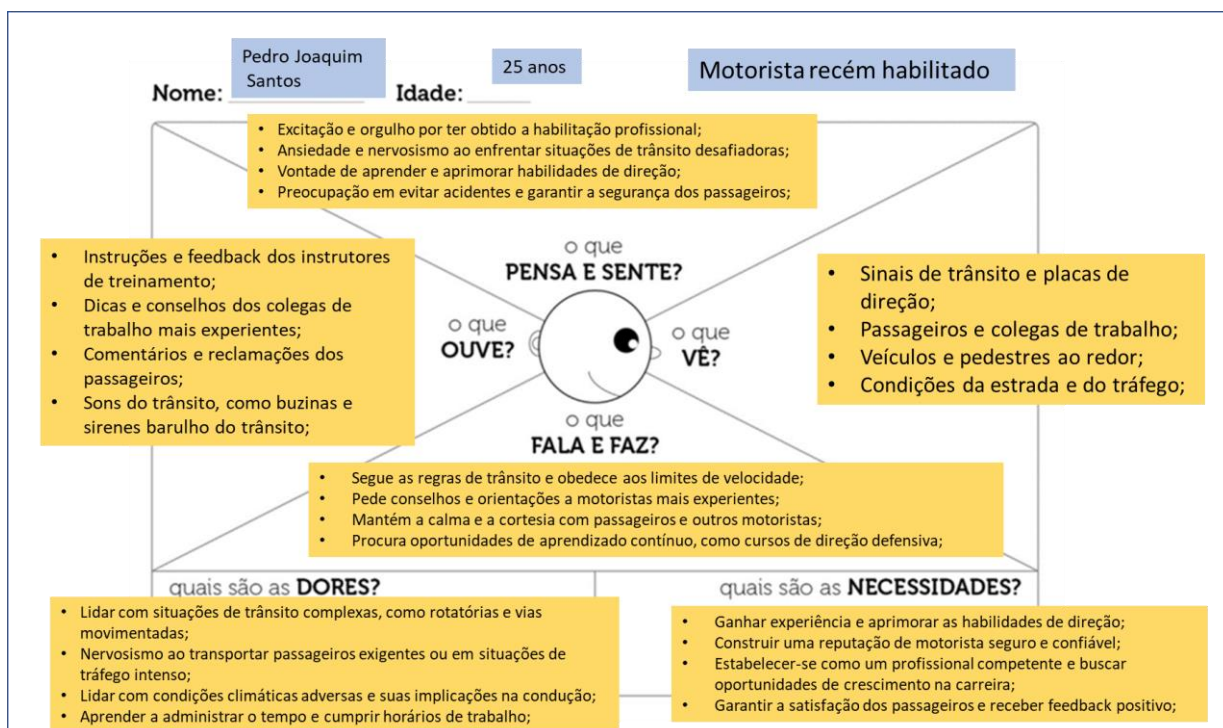 Pedro Joaquim
Santos
25 anos
Motorista recém habilitado
Nome:
Idade:
• Excitação e orgulho por ter obtido a habilitação profissional;
• Ansiedade e nervosismo ao enfrentar situações de trânsito desafiadoras;
• Vontade de aprender e aprimorar habilidades de direção;
• Preocupação em evitar acidentes e garantir a segurança dos passageiros;
o que
PENSA E SENTE?
• Instruções e feedback dos instrutores
de treinamento;
• Dicas e conselhos dos colegas de
trabalho mais experientes;
• Comentários e reclamações dos
passageiros;
• Sons do trânsito, como buzinas e
sirenes barulho do trânsito;
o que
OUVE?
o que
VÊ?
• Sinais de trânsito e placas de
direção;
• Passageiros e colegas de trabalho;
• Veículos e pedestres ao redor;
• Condições da estrada e do tráfego;
o que
FALA E FAZ?
• Segue as regras de trânsito e obedece aos limites de velocidade;
• Pede conselhos e orientações a motoristas mais experientes;
• Mantém a calma e a cortesia com passageiros e outros motoristas;
• Procura oportunidades de aprendizado contínuo, como cursos de direção defensiva;
quais são as DORES?
• Lidar com situações de trânsito complexas, como rotatórias e vias
movimentadas;
• Nervosismo ao transportar passageiros exigentes ou em situações de
tráfego intenso;
• Lidar com condições climáticas adversas e suas implicações na condução;
• Aprender a administrar o tempo e cumprir horários de trabalho;
quais são as NECESSIDADES?
• Ganhar experiência e aprimorar as habilidades de direção;
• Construir uma reputação de motorista seguro e confiável;
• Estabelecer-se como um profissional competente e buscar
oportunidades de crescimento na carreira;
• Garantir a satisfação dos passageiros e receber feedback positivo;